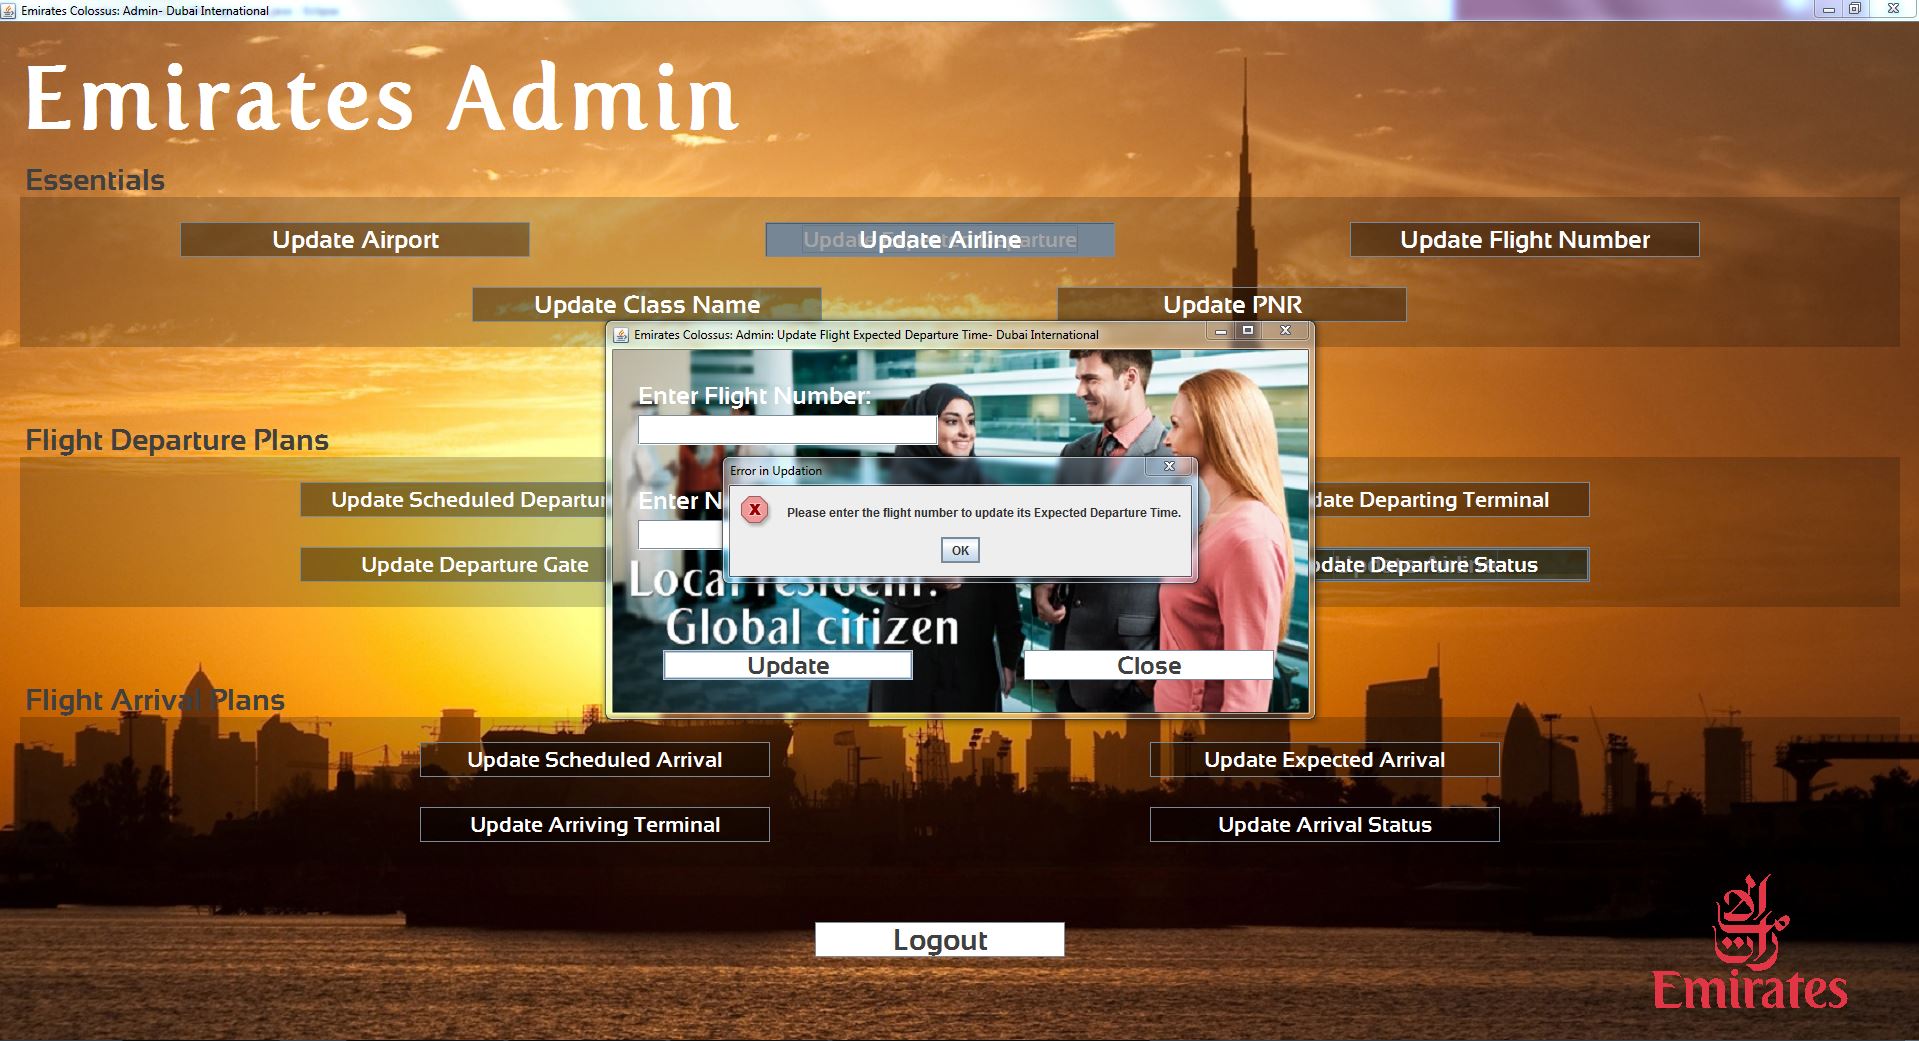 Emirates Colossus: Admin- Dubai International
Emirates Admin
Essentials
Update Airport
Update Airline
Update Flight Number
Update Class Name
Update PNR
Emirates Colossus: Admin: Update Flight Expected Departure Time- Dubai International
Enter Flight Number:
Flight Departure Plans
Error in Updation
Update Scheduled Departur
Enter N
date Departing Terminal
Please enter the flight number to update its Expected Departure Time.
OK
Update Departure Gate
date Departure Status
Local resident.
Global citizen
Update
Close
Flight Arrival Plans
Update Scheduled Arrival
Update Expected Arrival
Update Arriving Terminal
Update Arrival Status
Logout
Emirates